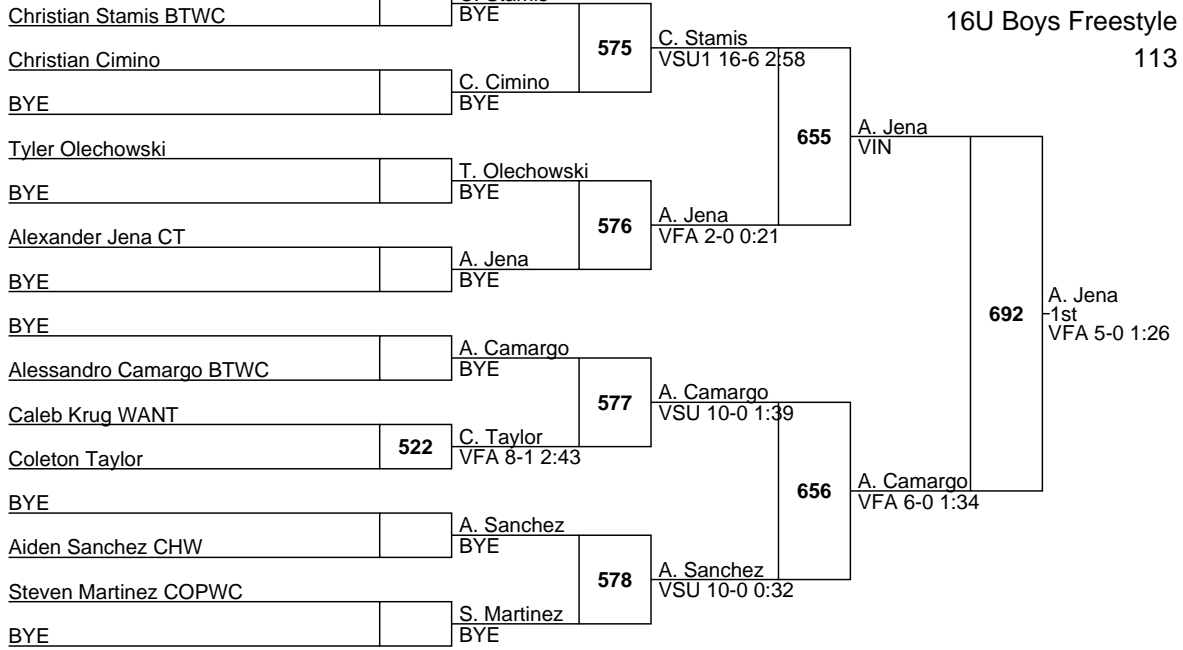 Christian Stamis BTWC
Christian Cimino
BYE
Tyler Olechowski
BYE
Alexander Jena CT
BYE
BYE
Alessandro Camargo BTWC
Caleb Krug WANT
Coleton Taylor
BYE
Aiden Sanchez CHW
Steven Martinez COPWC
BYE
522
BYE
C. Cimino
BYE
T. Olechowski
BYE
A. Jena
BYE
A. Camargo
BYE
C. Taylor
VFA 8-1 2:43
A. Sanchez
BYE
S. Martinez
BYE
575
576
577
578
C. Stamis
VSU1 16-6 2:58
A. Jena
VFA 2-0 0:21
A. Camargo
VSU 10-0 1:39
A. Sanchez
VSU 10-0 0:32
655
656
A. Jena
VIN
A. Camargo
VFA 6-0 1:34
692
A. Jena
1st
VFA 5-0 1:26
16U Boys Freestyle
113